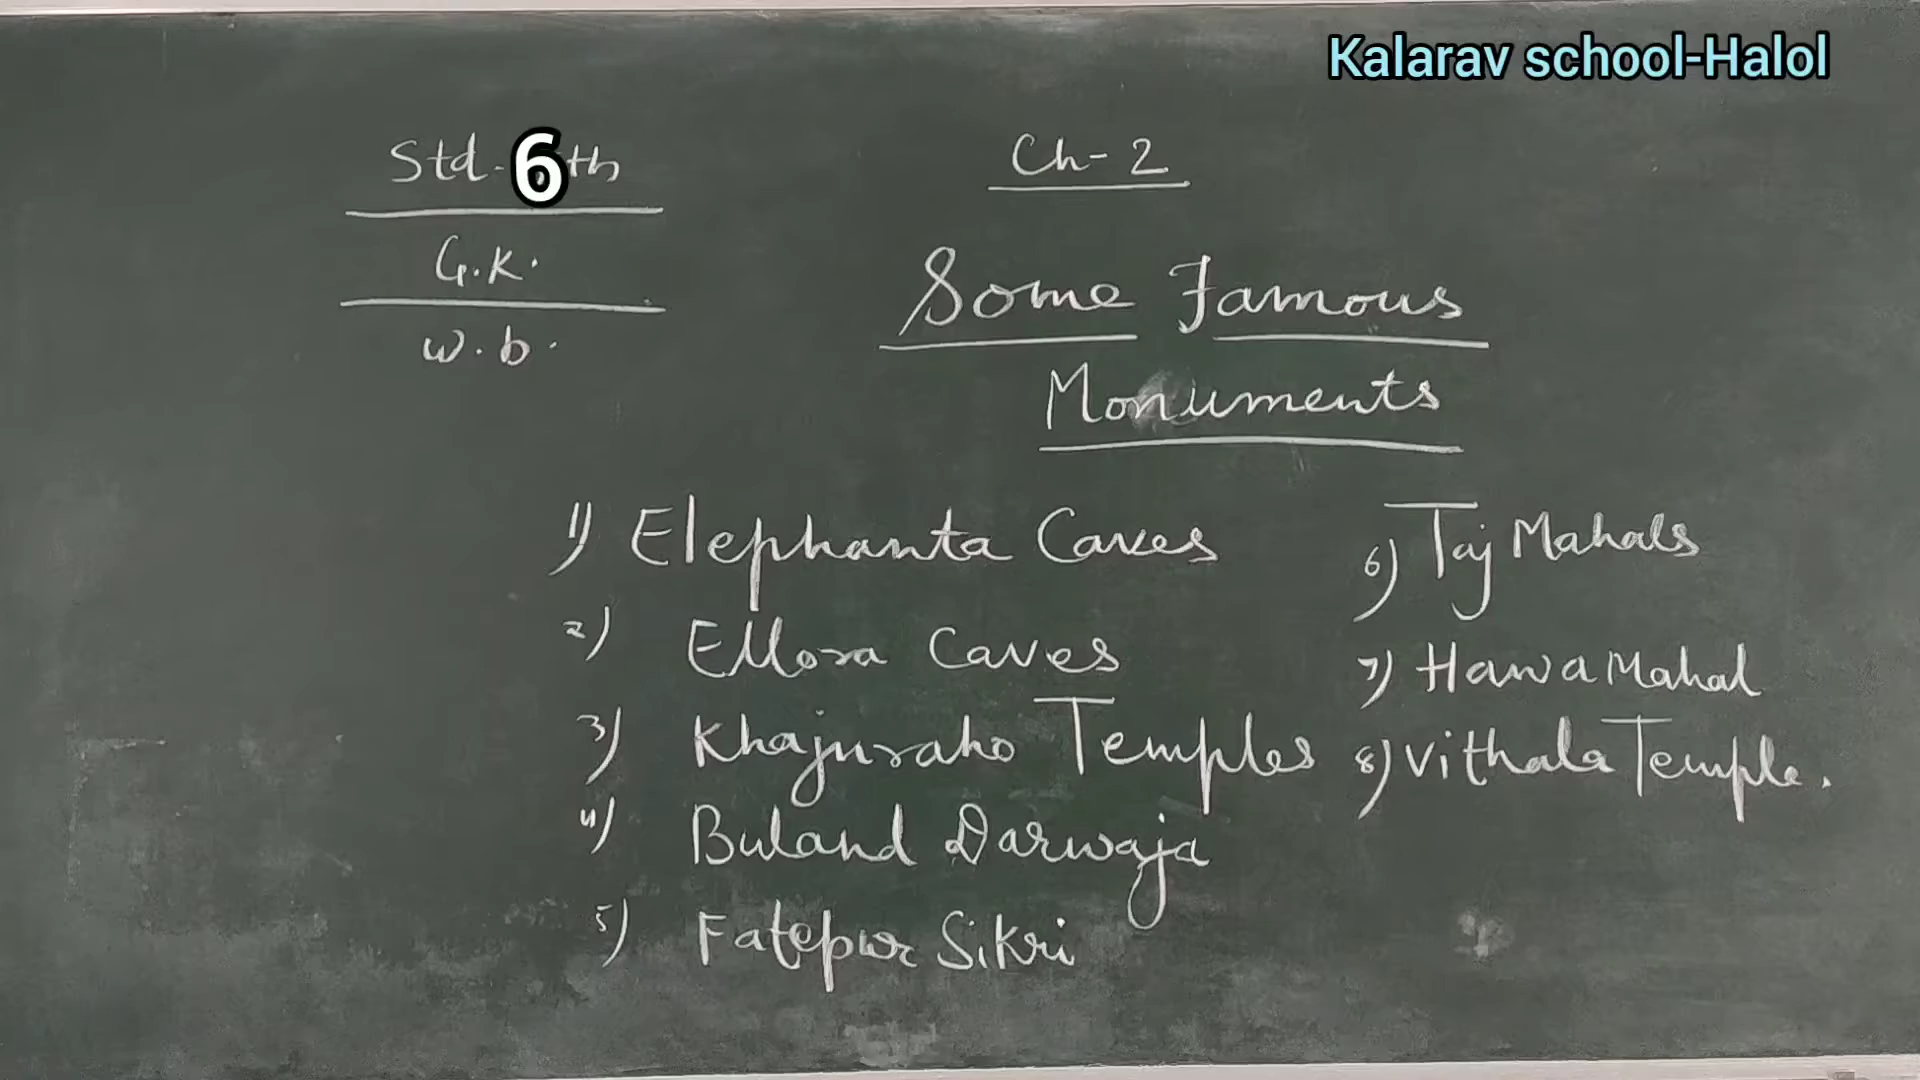 Kalarav school-Halol
Std-6th
G.K.
W.b.
Ch-2
Some Famous
Monuments
1) Elephanta Caves
2) Ellora Caves
3) Khajuraho Temples
4) Buland Darwaja
5) Fatepur Sikri
6) Taj Mahals
7) Hawa Mahal
8) Vithala Temple.